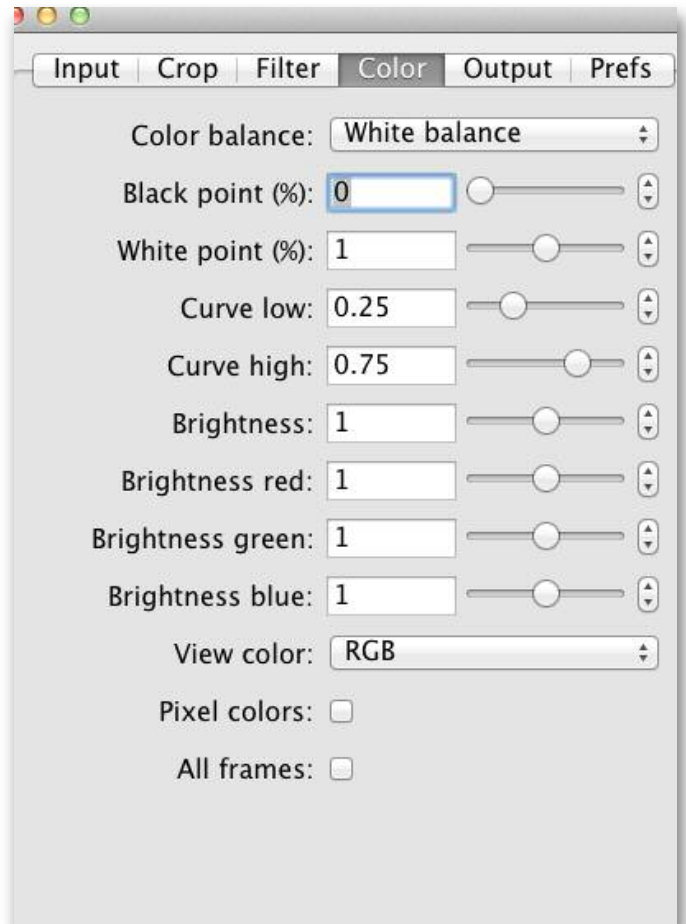 Input Crop Filter Color Output Prefs
Color balance: White balance
Black point (%): 0
White point (%): 1
Curve low: 0.25
Curve high: 0.75
Brightness: 1
Brightness red: 1
Brightness green: 1
Brightness blue: 1
View color: RGB
Pixel colors:
All frames: